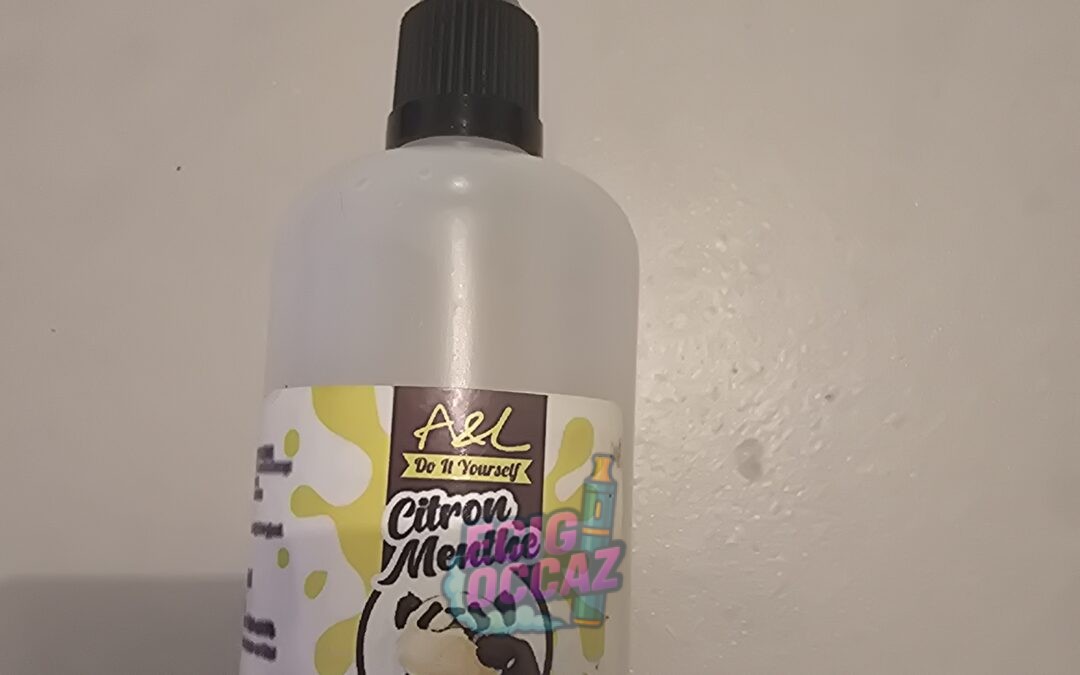 A&L
Do It Yourself
Citron
Menthe
ECIG
OCCAZ